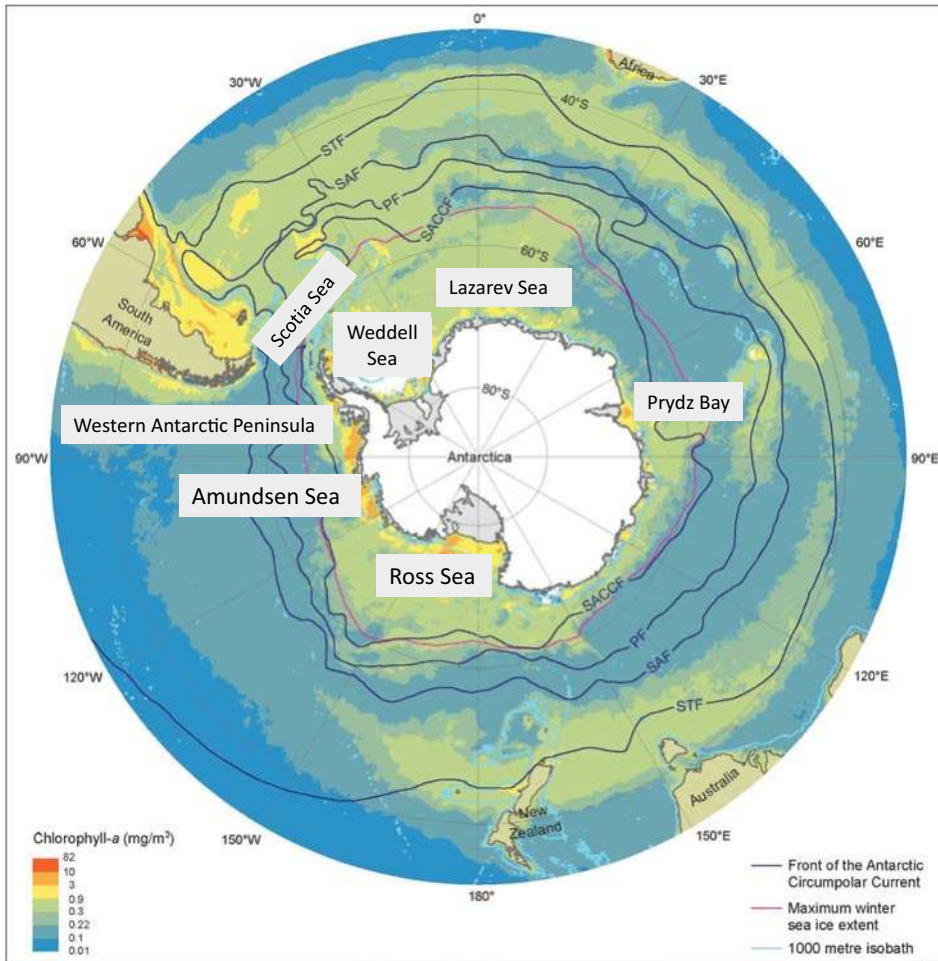 0°
30°W
30°E
Africa
40°S
STF
SAF
PF
SACCF
60°W
60°E
60°S
Scotia Sea
Lazarev Sea
South
America
Weddell
Sea
80°S
Prydz Bay
Western Antarctic Peninsula
90°W
Antarctica
90°E
Amundsen Sea
Ross Sea
SACCF
PF
SAF
120°W
120°E
STF
Australia
New
Zealand
150°W
150°E
180°
Chlorophyll-a (mg/m³)
82
10
3
0.9
0.3
0.22
0.1
0.01
Front of the Antarctic
Circumpolar Current
Maximum winter
sea ice extent
1000 metre isobath